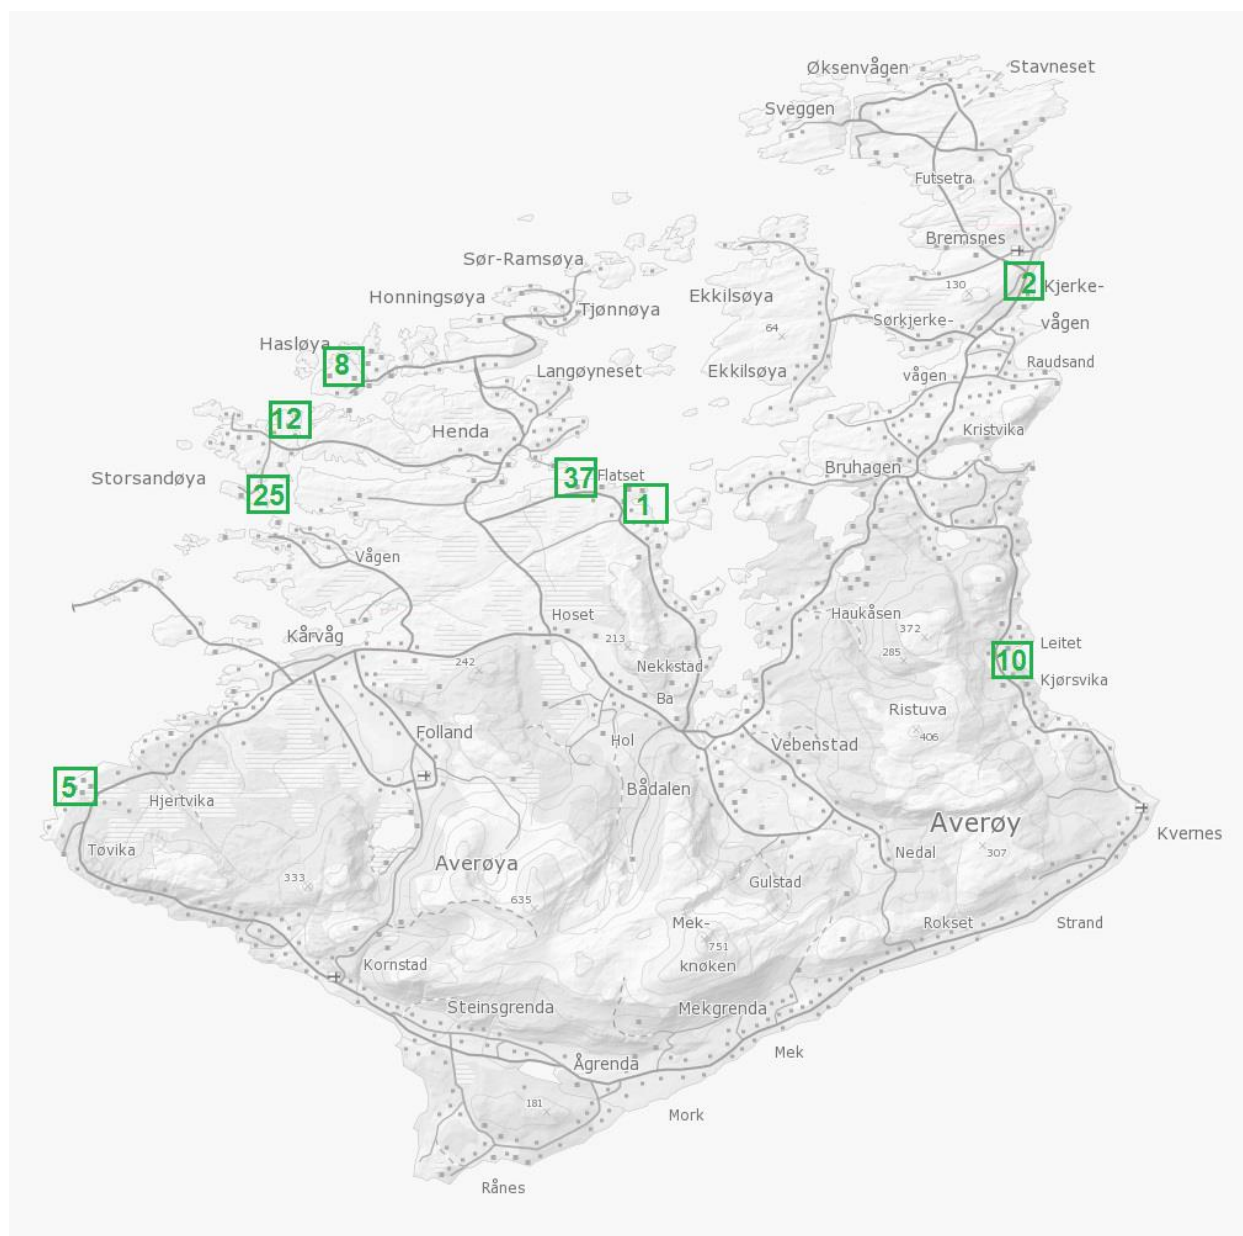 Øksenvågen
Stavneset
Sveggen
Futsetra
Bremsnes
Sør-Ramsøya
2
130
Kjerke-
Honningsøya
Ekkilsøya
Tjønnøya
Sørkjerke-
vågen
64
Hasløya
8
Raudsand
Langøyneset
Ekkilsøya
vågen
12
Henda
Kristvika
Storsandøya
25
37
Flatset
Bruhagen
1
Vågen
Hoset
Haukåsen
Kårvåg
213
372
Leitet
285
242
Nekkstad
10
Kjørsvika
Ba
Ristuva
Folland
Hol
406
Vebenstad
5
Hjertvika
Bådalen
Averøy
Kvernes
Tøvika
Averøya
Nedal
307
333
Gulstad
635
Mek-
Rokset
Strand
751
Kornstad
knøken
Steinsgrenda
Mekgrenda
Mek
Ågrenda
181
Mork
Rånes